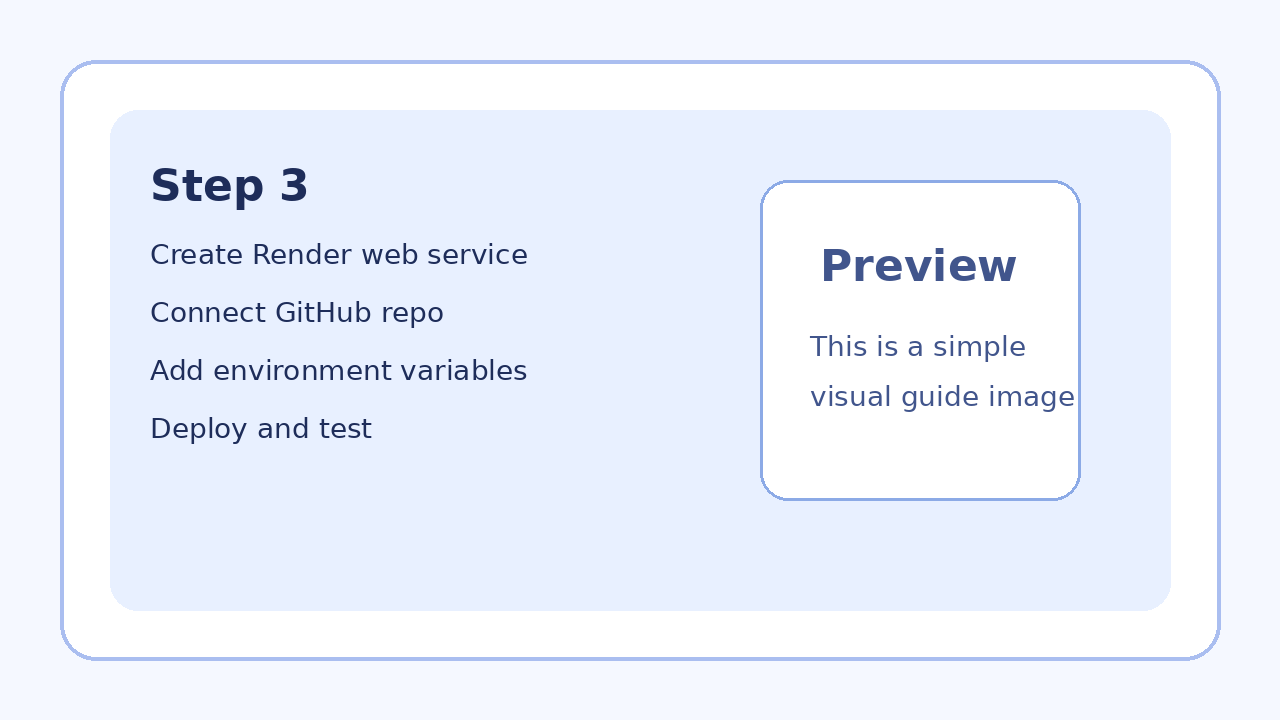 Step 3
Create Render web service
Connect GitHub repo
Add environment variables
Deploy and test
Preview
This is a simple
visual guide image